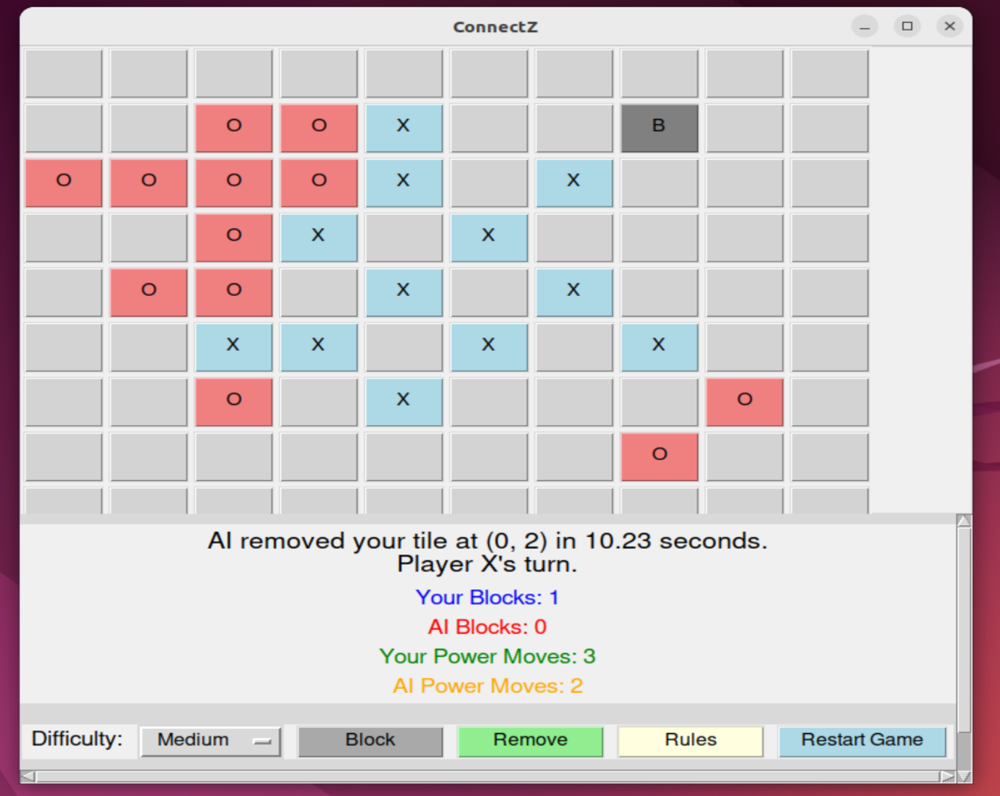 ConnectZ
O O X B
O O O O X X
O X X
O O X X
X X X X
O X O
O
AI removed your tile at (0, 2) in 10.23 seconds.
Player X's turn.
Your Blocks: 1
AI Blocks: 0
Your Power Moves: 3
AI Power Moves: 2
Difficulty: Medium Block Remove Rules Restart Game